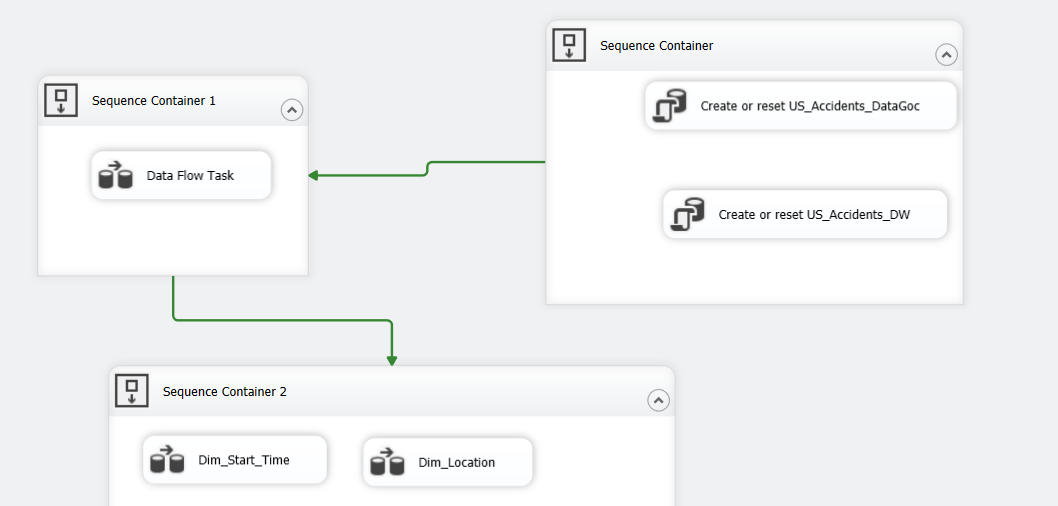 Sequence Container
Create or reset US_Accidents_DataGoc
Create or reset US_Accidents_DW
Sequence Container 1
Data Flow Task
Sequence Container 2
Dim_Start_Time
Dim_Location